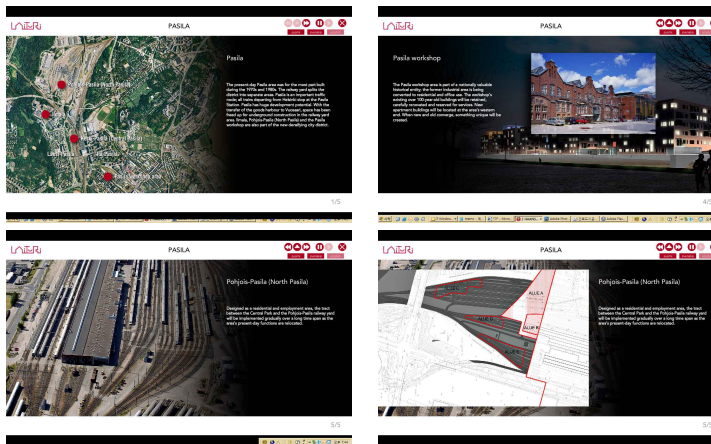 PASILA
Pasila
The present-day Pasila area was for the most part built
during the 1970s and 1980s. The railway yard splits the
district into separate areas. Pasila is an important traffic
node; all trains departing from Helsinki stop at the Pasila
Station. Pasila has huge development potential. With the
transfer of the goods harbour to Vuosaari, space has been
freed up for underground construction in the railway yard
area. Ilmala, Pohjois-Pasila (North Pasila) and the Pasila
workshop are also part of the new densifying city district.
1/5
PASILA
Pasila workshop
The Pasila workshop area is part of a nationally valuable
historical entity: the former industrial area is being
converted to residential and office use. The workshop's
existing over 100-year-old buildings will be retained,
carefully renovated and reserved for services. New
apartment buildings will be located at the area's western
end. When new and old converge, something unique will be
created.
4/5
PASILA
Pohjois-Pasila (North Pasila)
Designed as a residential and employment area, the tract
between the Central Park and the Pohjois-Pasila railway yard
will be implemented gradually over a long time span as the
area's present-day functions are relocated.
5/5
PASILA
ALUE A
ALUE B
Pohjois-Pasila (North Pasila)
Designed as a residential and employment area, the tract
between the Central Park and the Pohjois-Pasila railway yard
will be implemented gradually over a long time span as the
area's present-day functions are relocated.
5/5